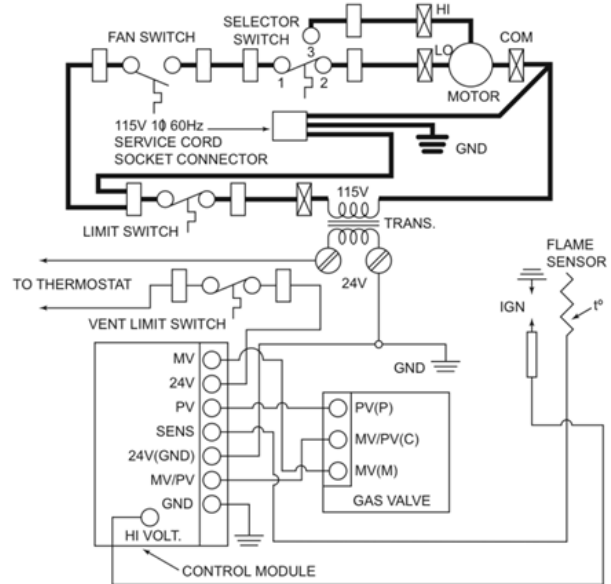 FAN SWITCH
SELECTOR
SWITCH
HI
3
LO
COM
1
2
MOTOR
115V 1Ø 60Hz
SERVICE CORD
SOCKET CONNECTOR
GND
115V
LIMIT SWITCH
TRANS.
FLAME
SENSOR
TO THERMOSTAT
24V
IGN
t°
VENT LIMIT SWITCH
GND
MV
24V
PV
SENS
24V(GND)
MV/PV
GND
HI VOLT.
PV(P)
MV/PV(C)
MV(M)
GAS VALVE
CONTROL MODULE